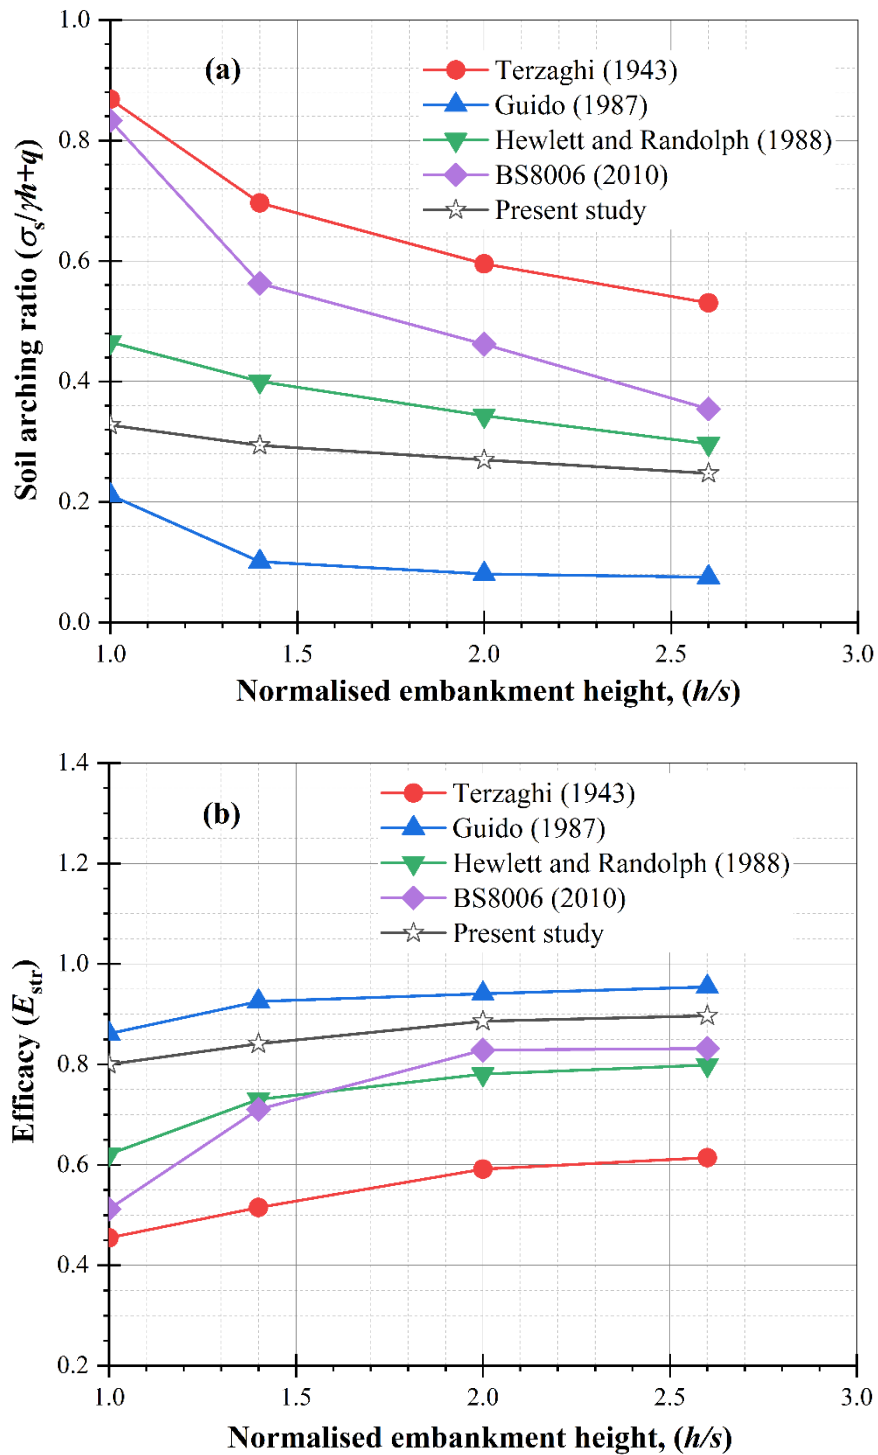 (a)
Terzaghi (1943)
Guido (1987)
Hewlett and Randolph (1988)
BS8006 (2010)
Present study
Soil arching ratio (σs/γh+q)
1.0
0.8
0.6
0.4
0.2
0.0
1.0 1.5 2.0 2.5 3.0
Normalised embankment height, (h/s)
(b)
Terzaghi (1943)
Guido (1987)
Hewlett and Randolph (1988)
BS8006 (2010)
Present study
Efficacy (Estr)
1.4
1.2
1.0
0.8
0.6
0.4
0.2
1.0 1.5 2.0 2.5 3.0
Normalised embankment height, (h/s)